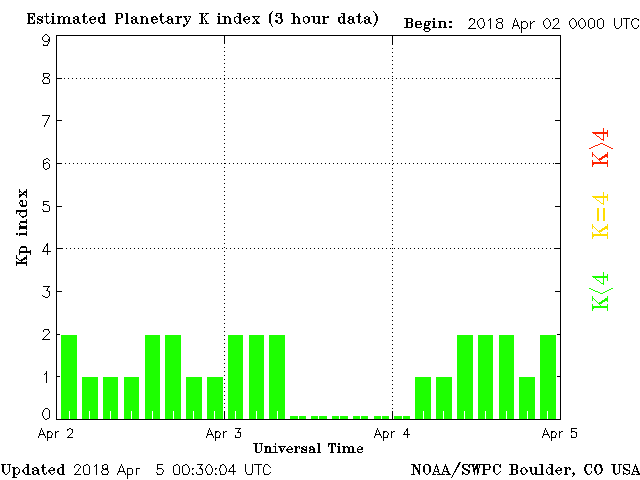 Estimated Planetary K index (3 hour data) Begin: 2018 Apr 02 0000 UTC
9
8
7
6
5
4
3
2
1
0
Kp index
K>4
K=4
K<4
Apr 2 Apr 3 Apr 4 Apr 5
Universal Time
Updated 2018 Apr 5 00:30:04 UTC NOAA/SWPC Boulder, CO USA